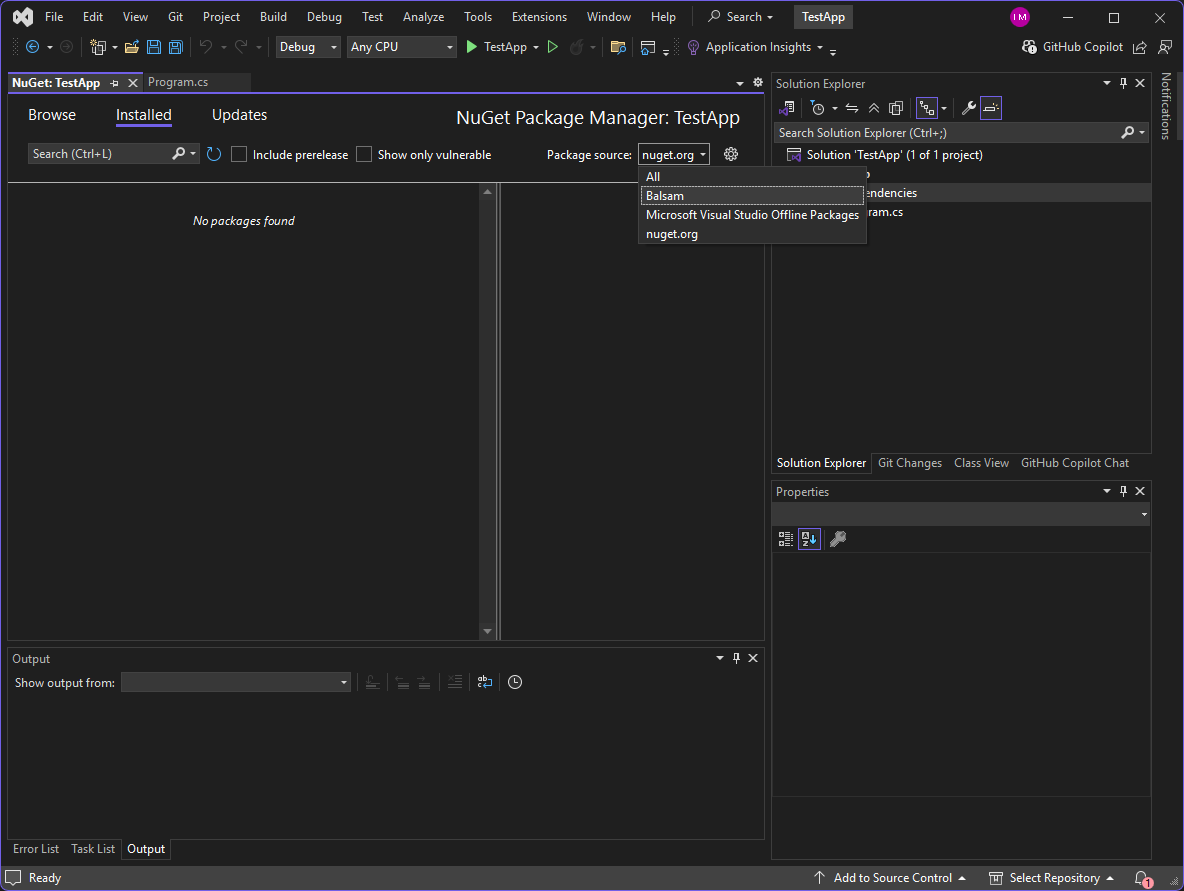 File Edit View Git Project Build Debug Test Analyze Tools Extensions Window Help Search TestApp IM
Debug Any CPU TestApp Application Insights GitHub Copilot
NuGet: TestApp Program.cs
Browse Installed Updates NuGet Package Manager: TestApp
Search (Ctrl+L) Include prerelease Show only vulnerable Package source: nuget.org
All
Balsam
Microsoft Visual Studio Offline Packages
nuget.org
No packages found
Solution Explorer
Search Solution Explorer (Ctrl+;)
Solution 'TestApp' (1 of 1 project)
p
endencies
ram.cs
Notifications
Solution Explorer Git Changes Class View GitHub Copilot Chat
Properties
Output
Show output from:
Error List Task List Output
Ready Add to Source Control Select Repository 1